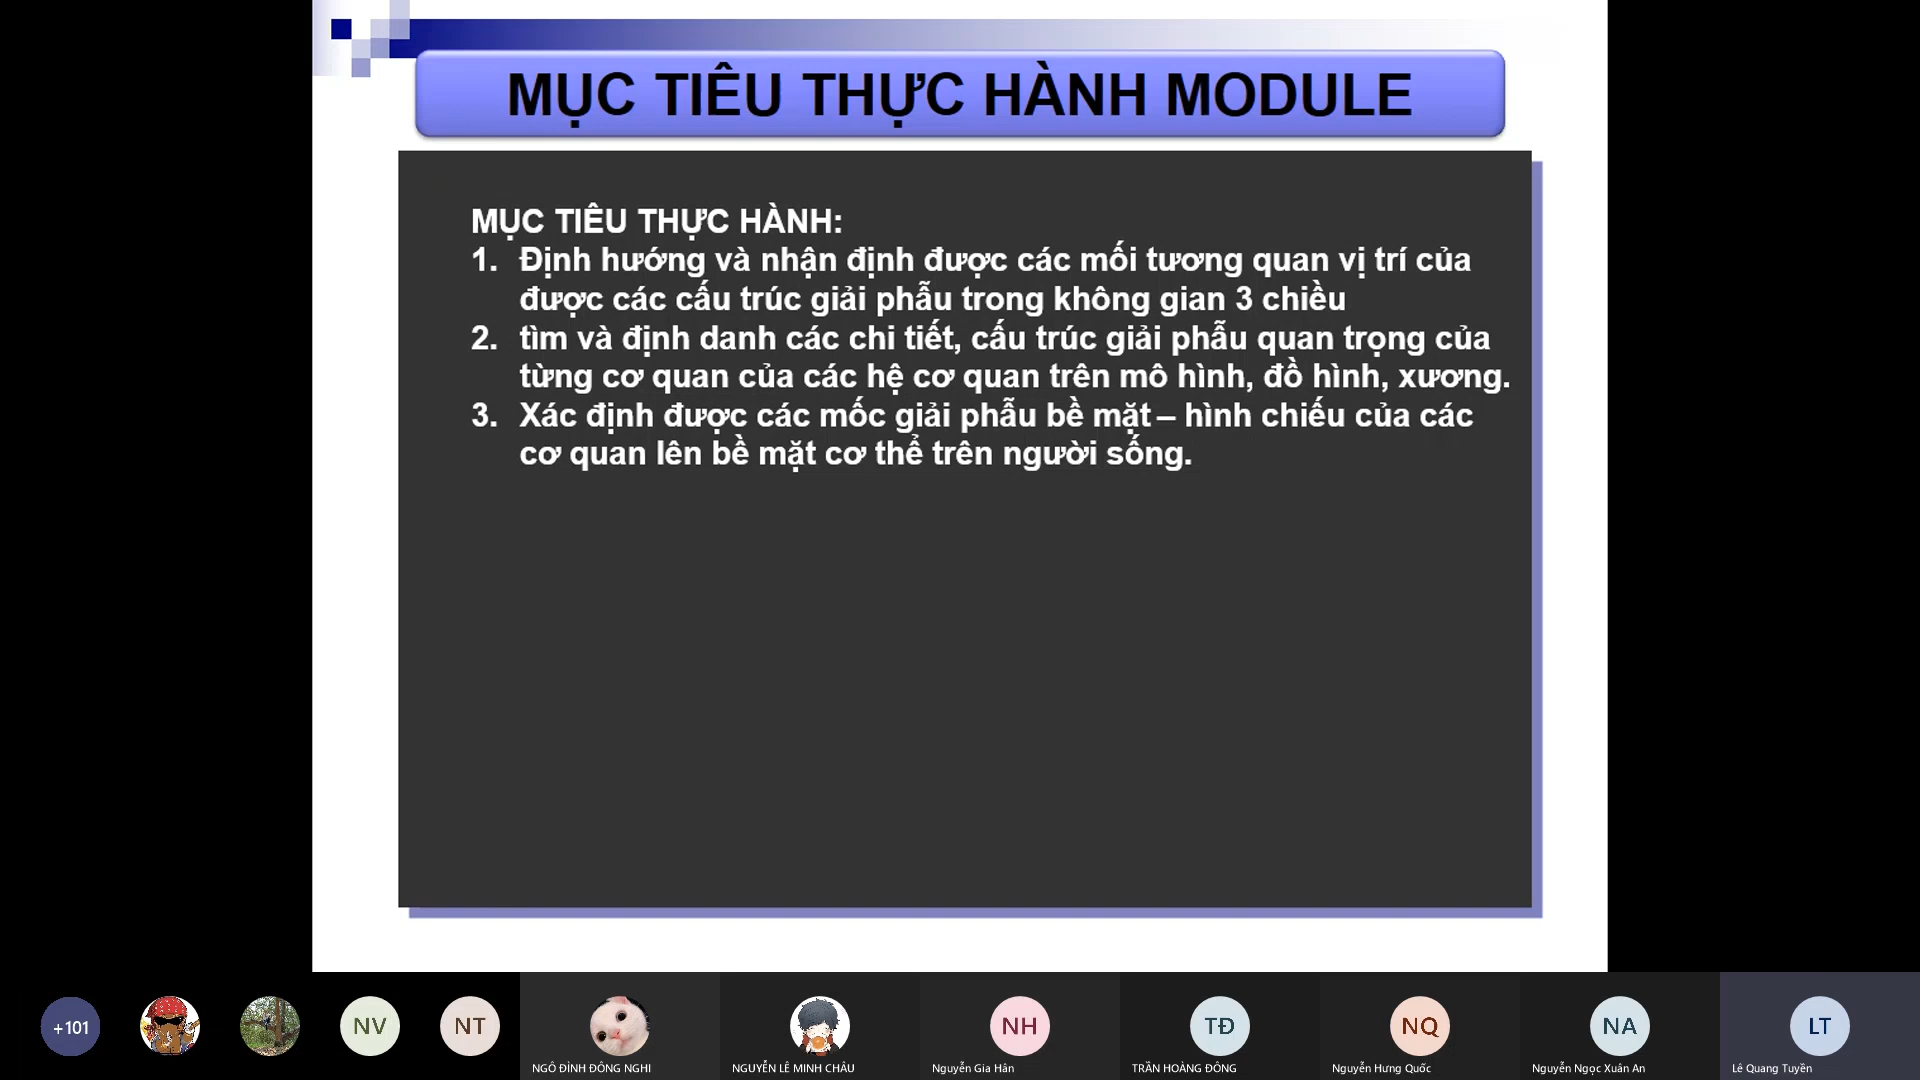 MỤC TIÊU THỰC HÀNH MODULE
MỤC TIÊU THỰC HÀNH:
1. Định hướng và nhận định được các mối tương quan vị trí của
được các cấu trúc giải phẫu trong không gian 3 chiều
2. tìm và định danh các chi tiết, cấu trúc giải phẫu quan trọng của
từng cơ quan của các hệ cơ quan trên mô hình, đồ hình, xương.
3. Xác định được các mốc giải phẫu bề mặt – hình chiếu của các
cơ quan lên bề mặt cơ thể trên người sống.
+101
NV
NT
NH
TĐ
NQ
NA
LT
NGÔ ĐÌNH ĐÔNG NGHI
NGUYỄN LÊ MINH CHÂU
Nguyễn Gia Hân
TRẦN HOÀNG ĐÔNG
Nguyễn Hưng Quốc
Nguyễn Ngọc Xuân An
Lê Quang Tuyền